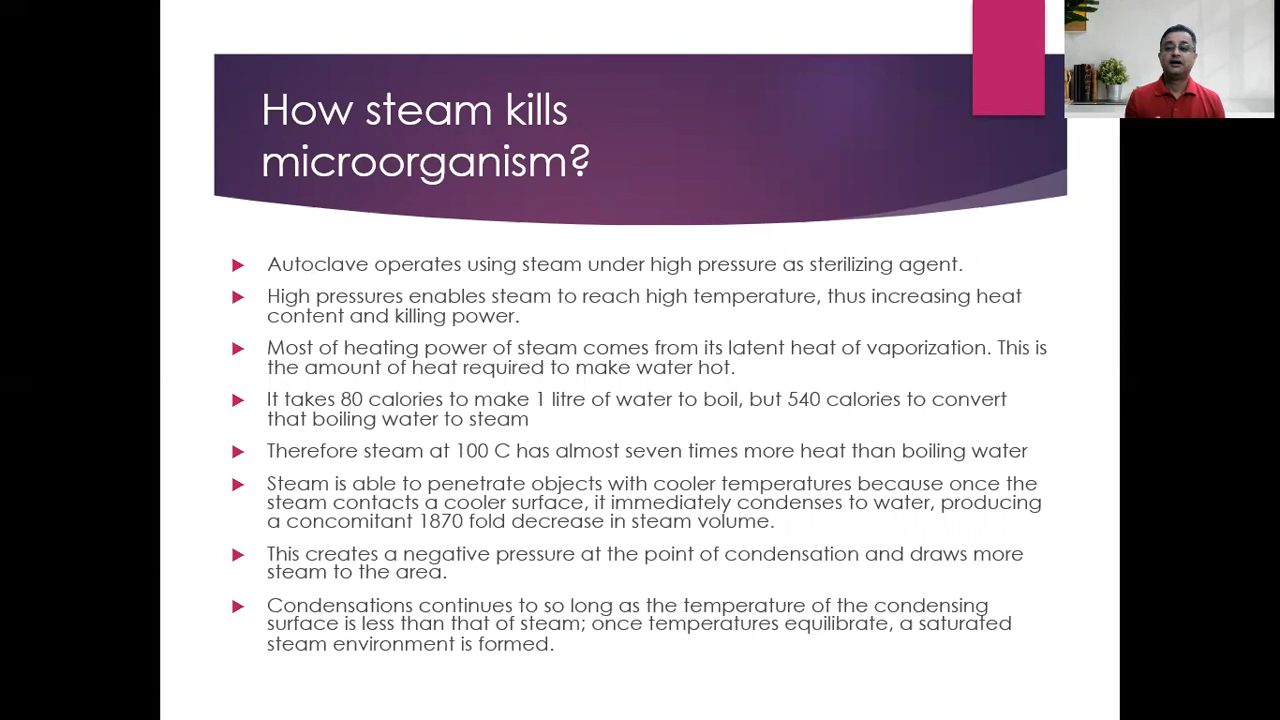 How steam kills
microorganism?
Autoclave operates using steam under high pressure as sterilizing agent.
High pressures enables steam to reach high temperature, thus increasing heat
content and killing power.
Most of heating power of steam comes from its latent heat of vaporization. This is
the amount of heat required to make water hot.
It takes 80 calories to make 1 litre of water to boil, but 540 calories to convert
that boiling water to steam
Therefore steam at 100 C has almost seven times more heat than boiling water
Steam is able to penetrate objects with cooler temperatures because once the
steam contacts a cooler surface, it immediately condenses to water, producing
a concomitant 1870 fold decrease in steam volume.
This creates a negative pressure at the point of condensation and draws more
steam to the area.
Condensations continues to so long as the temperature of the condensing
surface is less than that of steam; once temperatures equilibrate, a saturated
steam environment is formed.